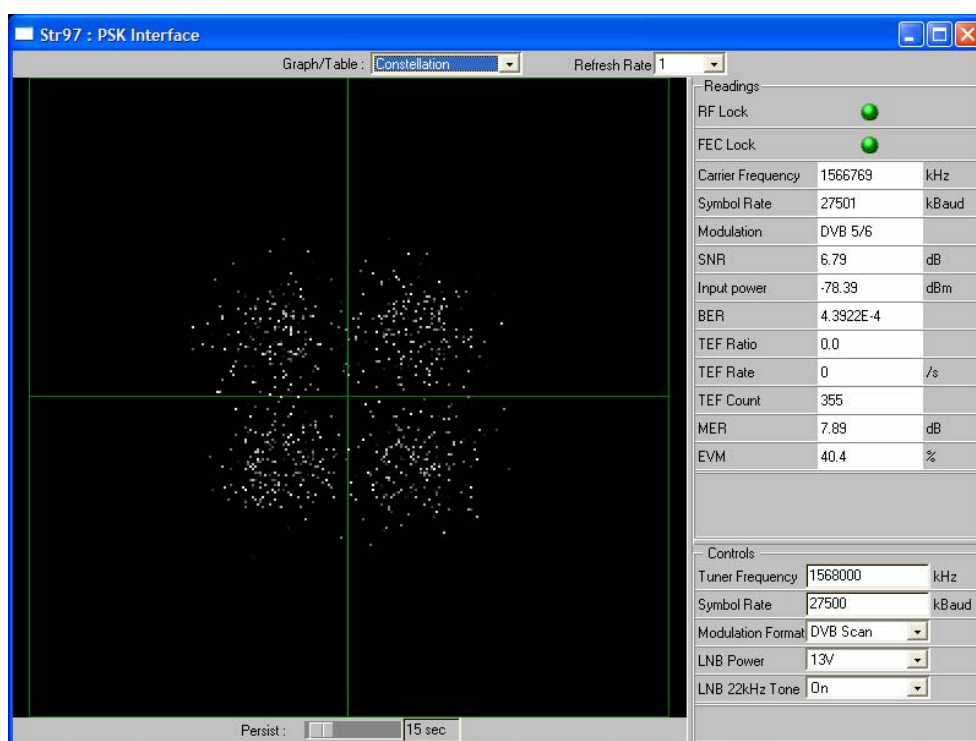 Str97 : PSK Interface
Graph/Table : Constellation Refresh Rate 1
Readings
RF Lock
FEC Lock
Carrier Frequency 1566769 kHz
Symbol Rate 27501 kBaud
Modulation DVB 5/6
SNR 6.79 dB
Input power -78.39 dBm
BER 4.3922E-4
TEF Ratio 0.0
TEF Rate 0 /s
TEF Count 355
MER 7.89 dB
EVM 40.4 %
Controls
Tuner Frequency 1568000 kHz
Symbol Rate 27500 kBaud
Modulation Format DVB Scan
LNB Power 13V
LNB 22kHz Tone On
Persist : 15 sec